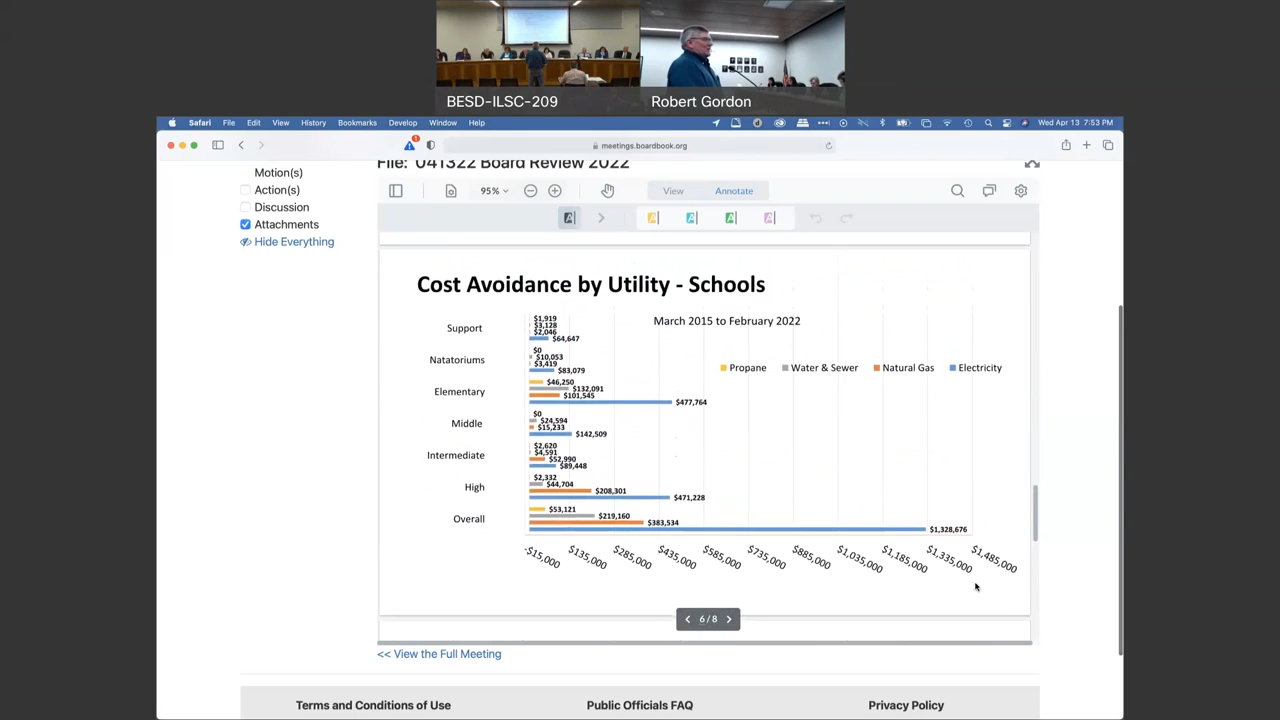 BESD-ILSC-209
Robert Gordon
Safari File Edit View History Bookmarks Develop Window Help
Wed Apr 13 7:53 PM
meetings.boardbook.org
Motion(s)
Action(s)
Discussion
Attachments
Hide Everything
File: 041322 Board Review 2022
95%
View Annotate
Cost Avoidance by Utility - Schools
March 2015 to February 2022
Propane Water & Sewer Natural Gas Electricity
Support
$1,919
$3,128
$2,046
$64,647
Natatoriums
$0
$10,053
$3,419
$83,079
Elementary
$46,250
$132,091
$101,545
$477,764
Middle
$0
$24,594
$15,233
$142,509
Intermediate
$2,620
$4,591
$52,990
$89,448
High
$2,332
$44,704
$208,301
$471,228
Overall
$53,121
$219,160
$383,534
$1,328,676
-$15,000 $135,000 $285,000 $435,000 $585,000 $735,000 $885,000 $1,035,000 $1,185,000 $1,335,000 $1,485,000
6/8
<< View the Full Meeting
Terms and Conditions of Use Public Officials FAQ Privacy Policy